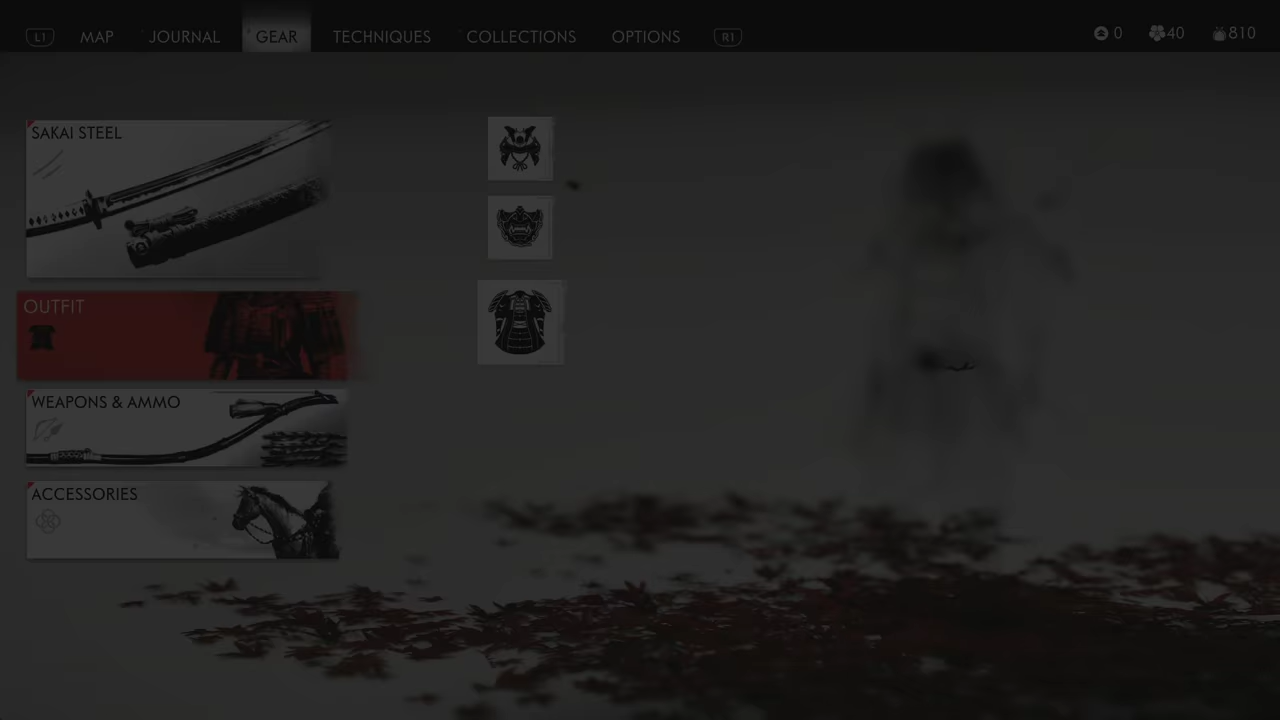 L1 MAP JOURNAL GEAR TECHNIQUES COLLECTIONS OPTIONS R1 0 40 810
SAKAI STEEL
OUTFIT
WEAPONS & AMMO
ACCESSORIES